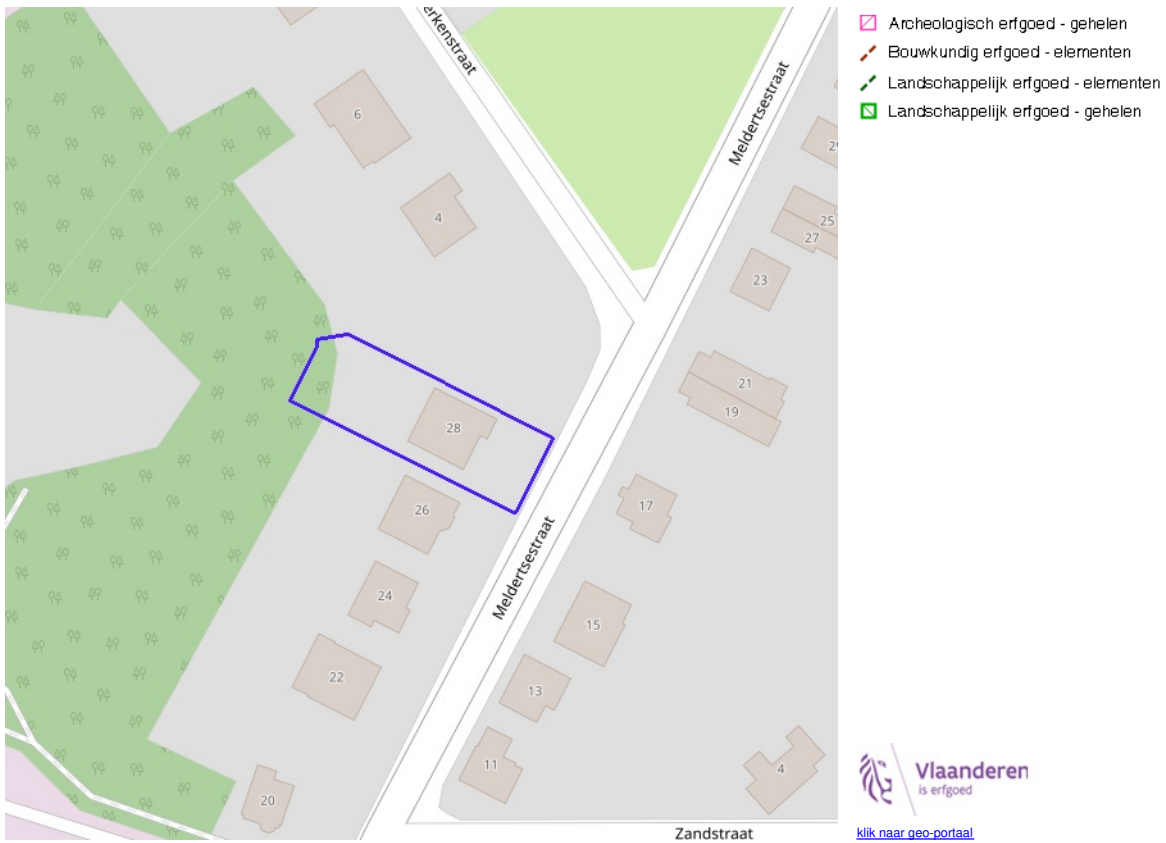 erkenstraat
Meldertsestraat
6
4
29
25
27
23
21
19
28
17
26
Meldertsestraat
24
15
22
13
11
4
20
Zandstraat
Archeologisch erfgoed - gehelen
Bouwkundig erfgoed - elementen
Landschappelijk erfgoed - elementen
Landschappelijk erfgoed - gehelen
Vlaanderen
is erfgoed
klik naar geo-portaal